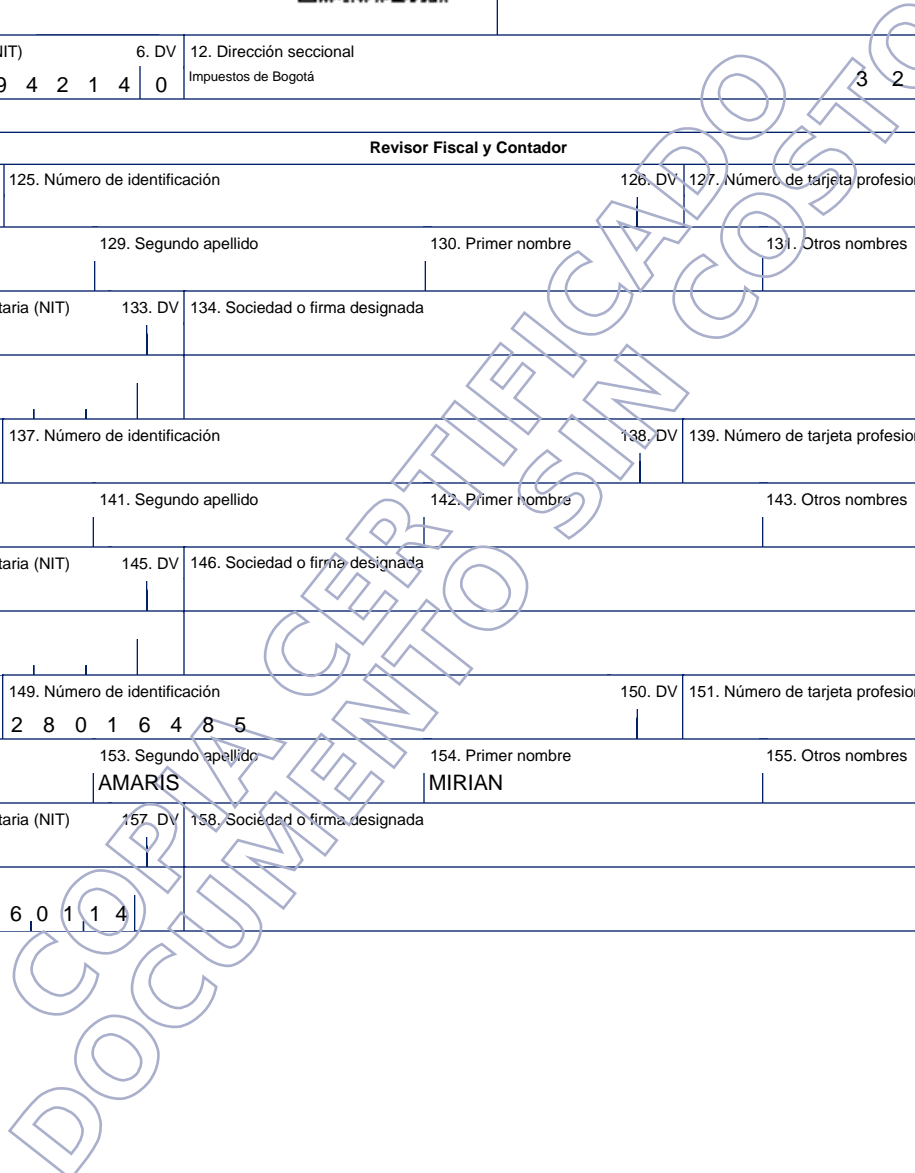 NIT) 6. DV 12. Dirección seccional
9 4 2 1 4 0 Impuestos de Bogotá 3 2
Revisor Fiscal y Contador
125. Número de identificación 126. DV 127. Número de tarjeta profesion
129. Segundo apellido 130. Primer nombre 131. Otros nombres
taria (NIT) 133. DV 134. Sociedad o firma designada
137. Número de identificación 138. DV 139. Número de tarjeta profesion
141. Segundo apellido 142. Primer nombre 143. Otros nombres
taria (NIT) 145. DV 146. Sociedad o firma designada
149. Número de identificación 150. DV 151. Número de tarjeta profesion
2 8 0 1 6 4 8 5
153. Segundo apellido 154. Primer nombre 155. Otros nombres
AMARIS MIRIAN
taria (NIT) 157. DV 158. Sociedad o firma designada
6 0 1 1 4
COPIA CERTIFICADO
DOCUMENTO SIN COSTO